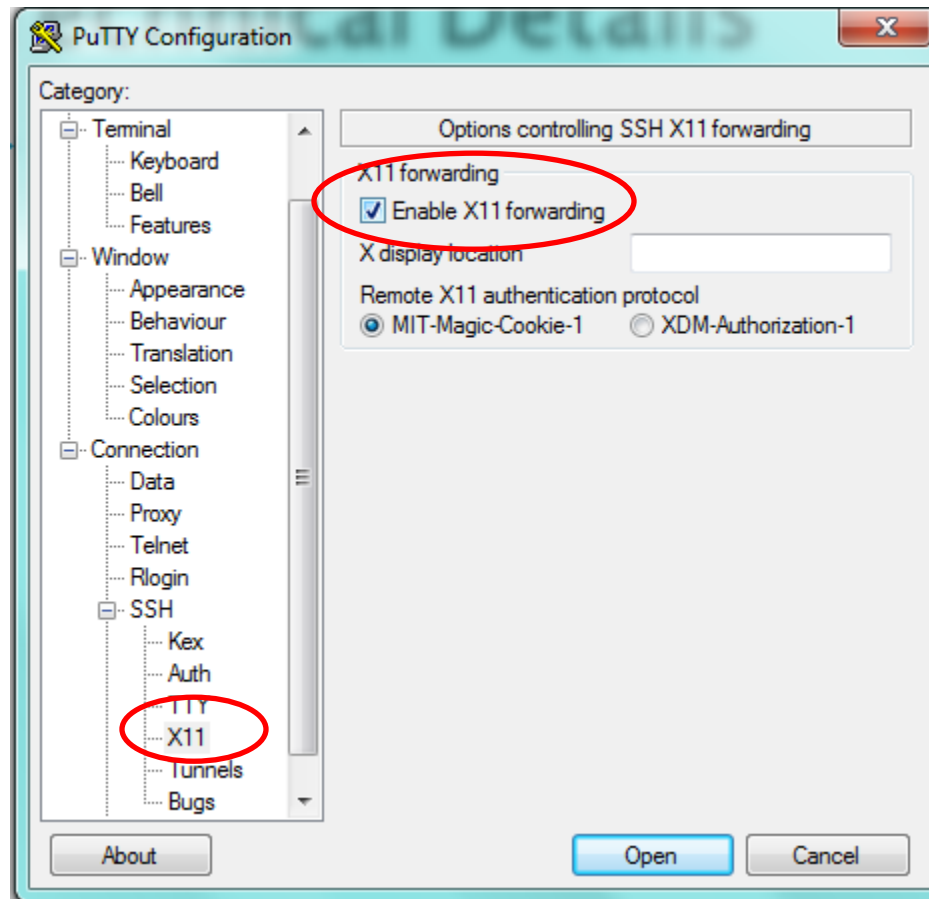 Details
PuTTY Configuration
Category:
Terminal
Keyboard
Bell
Features
Window
Appearance
Behaviour
Translation
Selection
Colours
Connection
Data
Proxy
Telnet
Rlogin
SSH
Kex
Auth
TTY
X11
Tunnels
Bugs
Options controlling SSH X11 forwarding
X11 forwarding
Enable X11 forwarding
X display location
Remote X11 authentication protocol
MIT-Magic-Cookie-1 XDM-Authorization-1
About Open Cancel